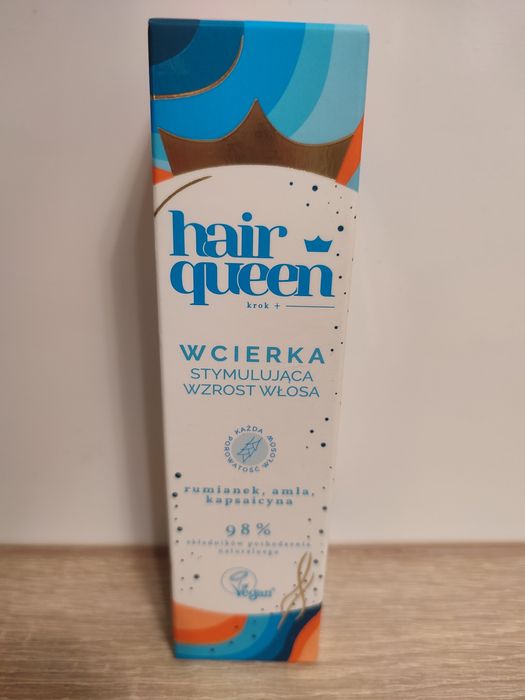 hair
queen
krok +
WCIERKA
STYMULUJĄCA
WZROST WŁOSA
KAŻDA
POROWATOŚĆ WŁOSÓW
rumianek, amla,
kapsaicyna
98%
składników pochodzenia
naturalnego
Vegan